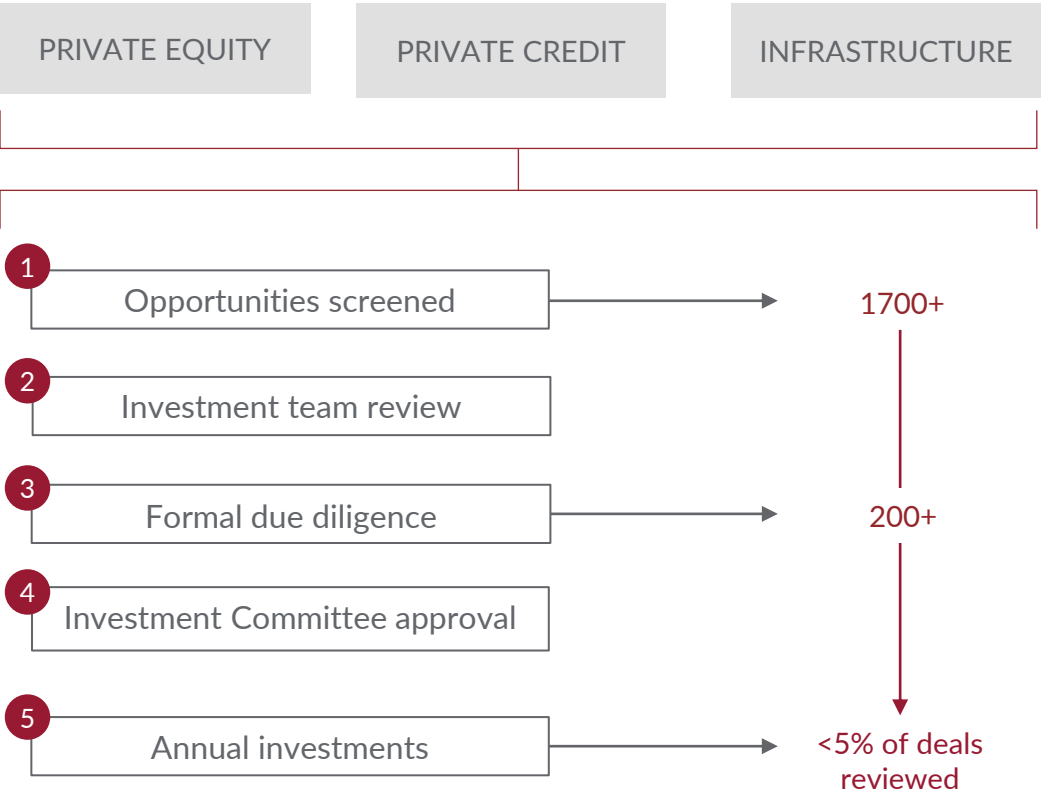 PRIVATE EQUITY
PRIVATE CREDIT
INFRASTRUCTURE
1
Opportunities screened
1700+
2
Investment team review
3
Formal due diligence
200+
4
Investment Committee approval
5
Annual investments
<5% of deals
reviewed